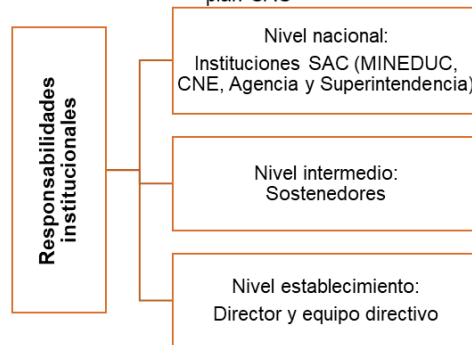 Responsabilidades
institucionales
Nivel nacional:
Instituciones SAC (MINEDUC,
CNE, Agencia y Superintendencia)
Nivel intermedio:
Sostenedores
Nivel establecimiento:
Director y equipo directivo